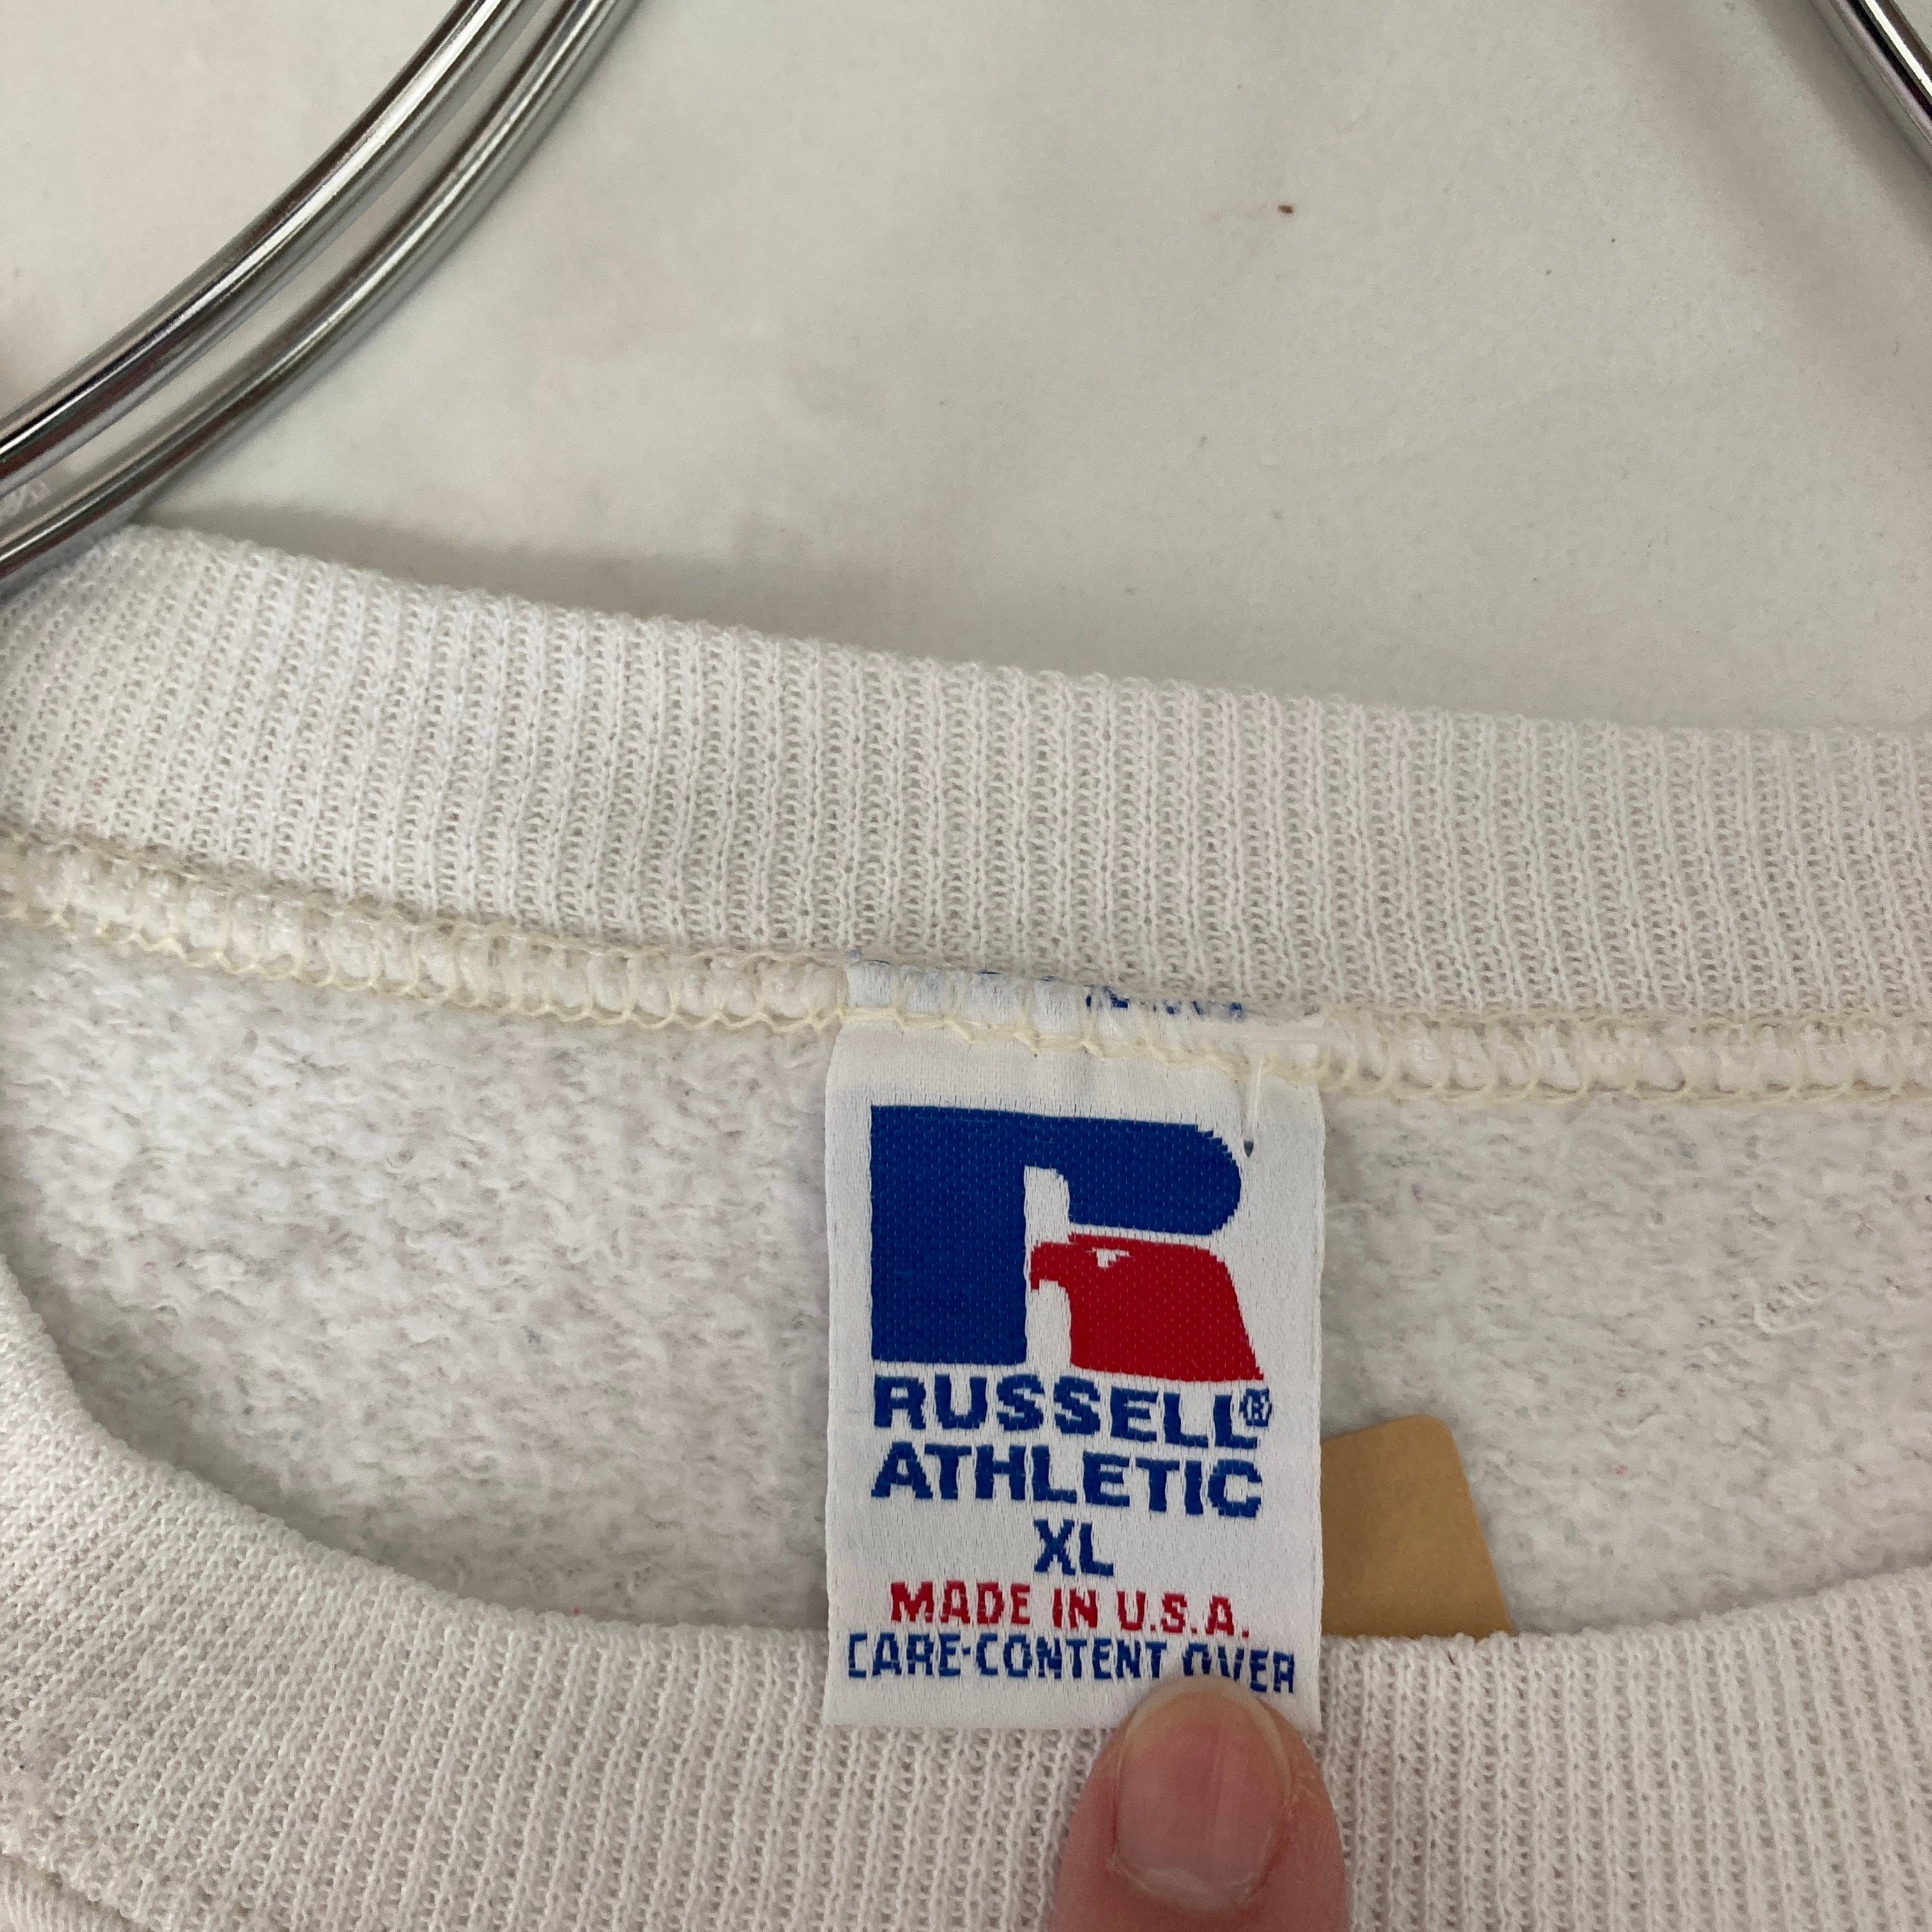 RUSSELL®
ATHLETIC
XL
MADE IN U.S.A.
CARE-CONTENT OVER